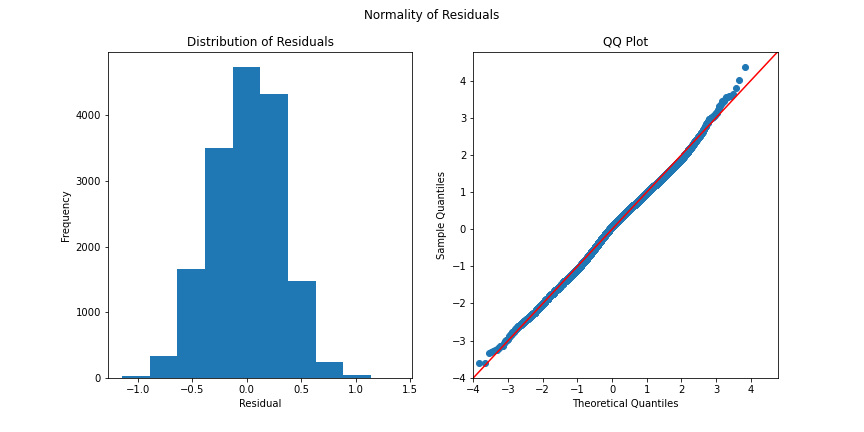 Normality of Residuals
Distribution of Residuals
Frequency
4000
3000
2000
1000
0
−1.0 −0.5 0.0 0.5 1.0 1.5
Residual
QQ Plot
Sample Quantiles
4
3
2
1
0
−1
−2
−3
−4
−4 −3 −2 −1 0 1 2 3 4
Theoretical Quantiles